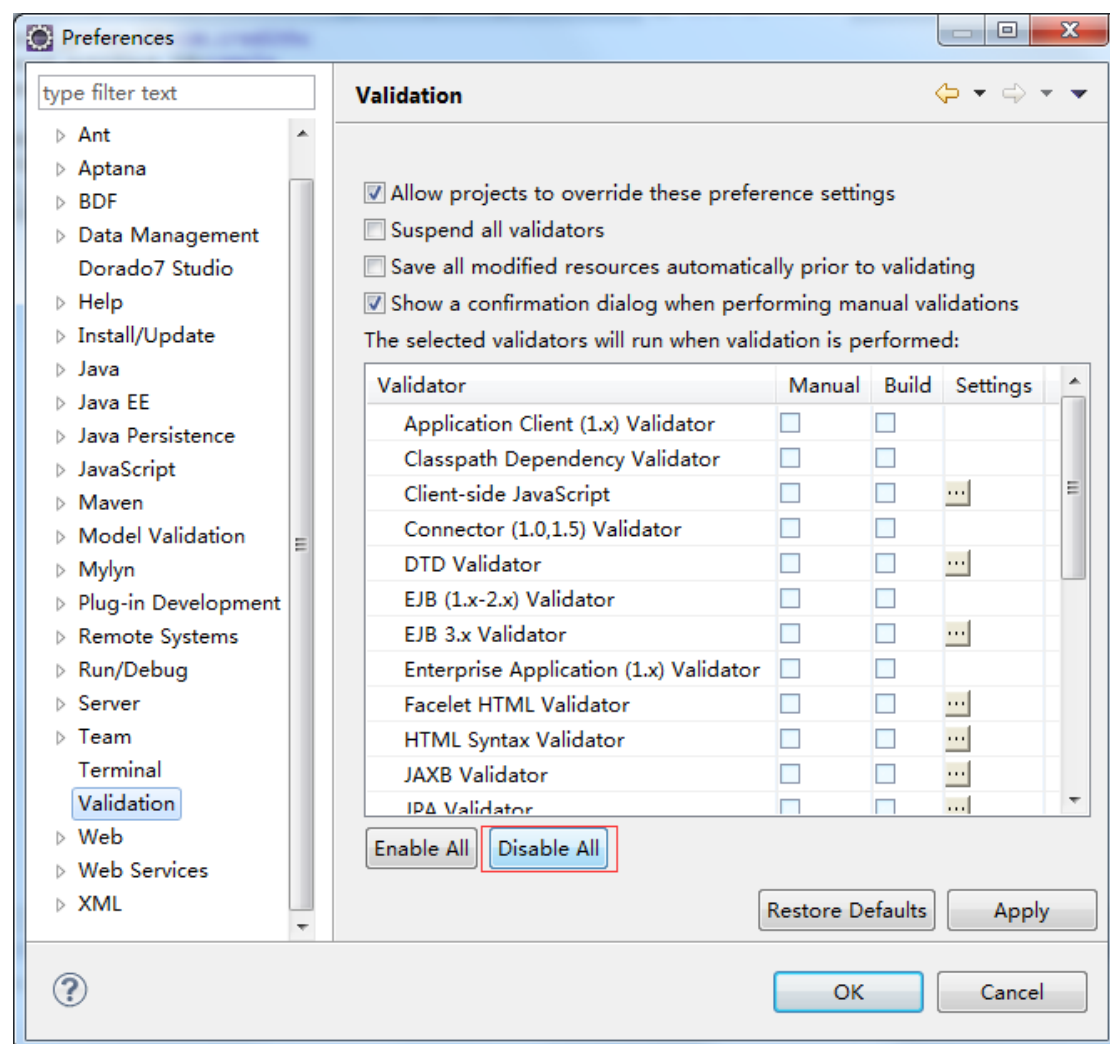 Preferences
type filter text
Ant
Aptana
BDF
Data Management
Dorado7 Studio
Help
Install/Update
Java
Java EE
Java Persistence
JavaScript
Maven
Model Validation
Mylyn
Plug-in Development
Remote Systems
Run/Debug
Server
Team
Terminal
Validation
Web
Web Services
XML
Validation
Allow projects to override these preference settings
Suspend all validators
Save all modified resources automatically prior to validating
Show a confirmation dialog when performing manual validations
The selected validators will run when validation is performed:
Validator Manual Build Settings
Application Client (1.x) Validator
Classpath Dependency Validator
Client-side JavaScript ...
Connector (1.0,1.5) Validator
DTD Validator ...
EJB (1.x-2.x) Validator
EJB 3.x Validator ...
Enterprise Application (1.x) Validator
Facelet HTML Validator ...
HTML Syntax Validator ...
JAXB Validator ...
JPA Validator ...
Enable All Disable All
Restore Defaults Apply
OK Cancel